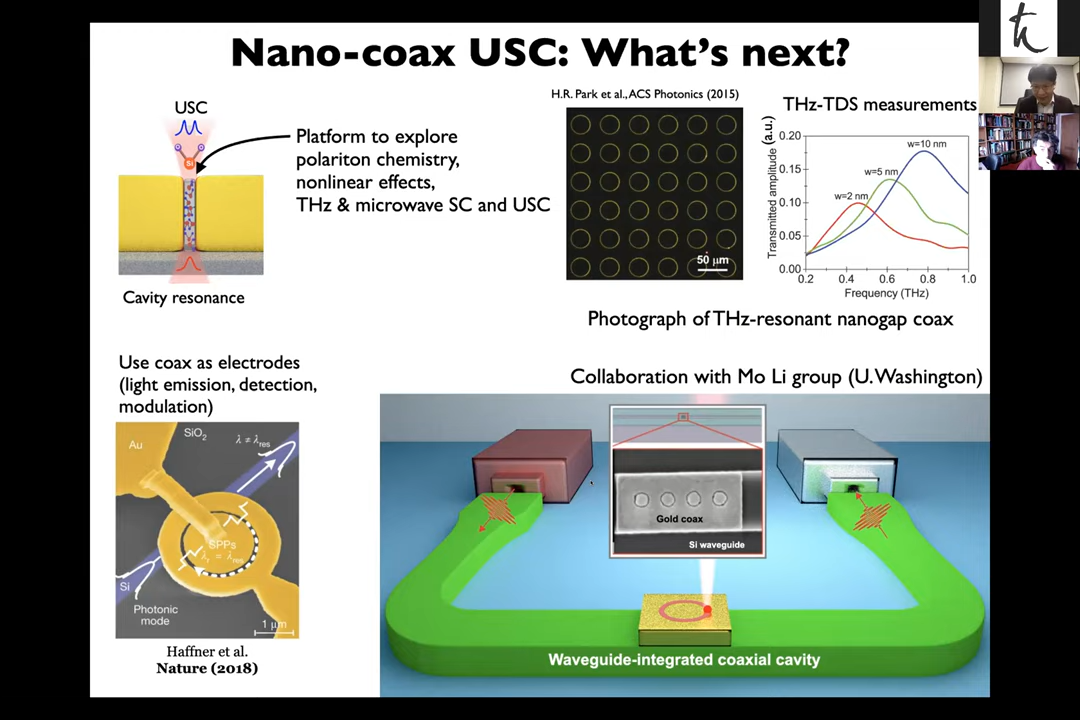 Nano-coax USC: What's next?
USC
Si
Platform to explore
polariton chemistry,
nonlinear effects,
THz & microwave SC and USC
Cavity resonance
H.R. Park et al., ACS Photonics (2015)
50 μm
Photograph of THz-resonant nanogap coax
THz-TDS measurements
Transmitted amplitude (a.u.)
0.20
0.15
0.10
0.05
0.00
w=10 nm
w=5 nm
w=2 nm
0.2 0.4 0.6 0.8 1.0
Frequency (THz)
Use coax as electrodes
(light emission, detection,
modulation)
Au
SiO2
λ ≠ λres
SPPs
= λres
Si
Photonic
mode
1 μm
Haffner et al.
Nature (2018)
Collaboration with Mo Li group (U. Washington)
Gold coax
Si waveguide
Waveguide-integrated coaxial cavity